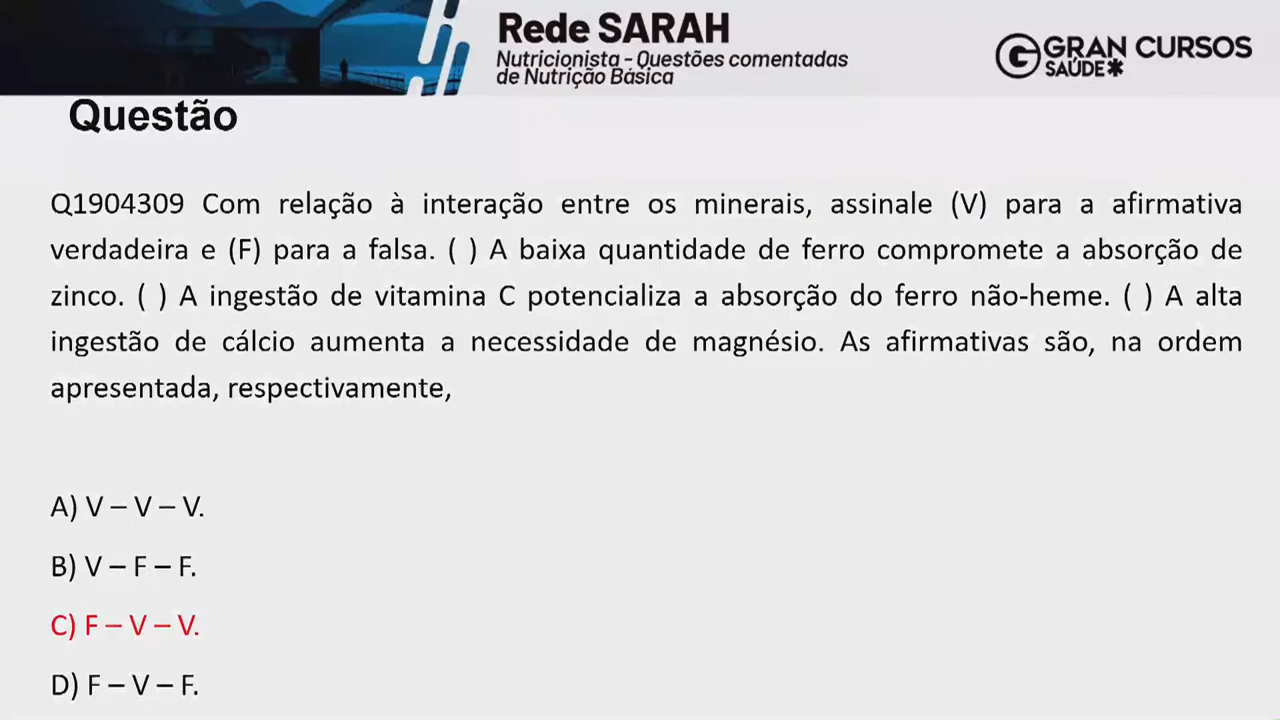 Rede SARAH
Nutricionista - Questões comentadas
de Nutrição Básica
GRAN CURSOS
SAÚDE
Questão
Q1904309 Com relação à interação entre os minerais, assinale (V) para a afirmativa
verdadeira e (F) para a falsa. ( ) A baixa quantidade de ferro compromete a absorção de
zinco. ( ) A ingestão de vitamina C potencializa a absorção do ferro não-heme. ( ) A alta
ingestão de cálcio aumenta a necessidade de magnésio. As afirmativas são, na ordem
apresentada, respectivamente,
A) V – V – V.
B) V – F – F.
C) F – V – V.
D) F – V – F.